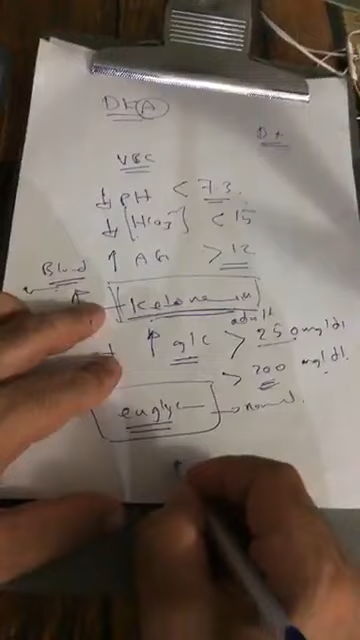 DKA
VBG
↓ PH < 7.3
↓ [HCO3-] < 15
↑ AG > 12
Blood
Ketonemia
adult
↑ glc > 250 mg/dl
> 200 mg/dl
euglyc → normal.